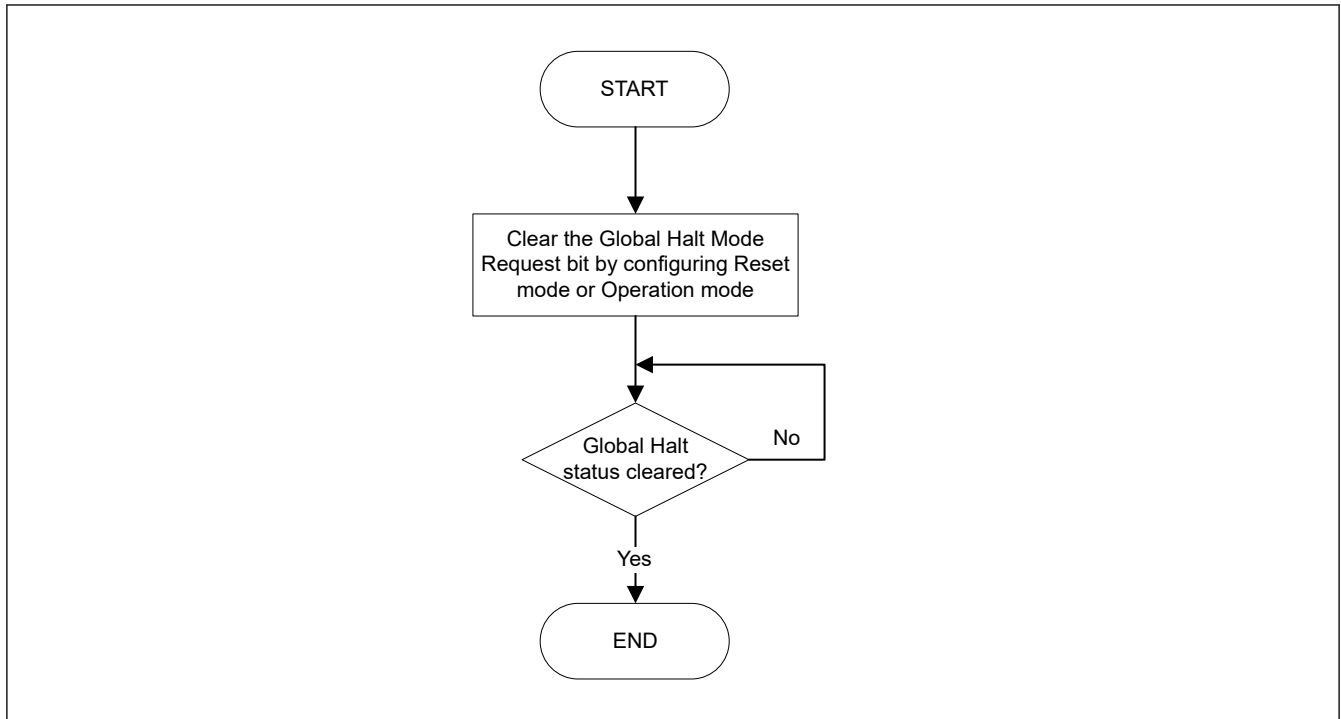 START
Clear the Global Halt Mode
Request bit by configuring Reset
mode or Operation mode
Global Halt
status cleared?
No
Yes
END